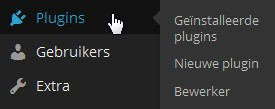 Plugins
Gebruikers
Extra
Geïnstalleerde
plugins
Nieuwe plugin
Bewerker